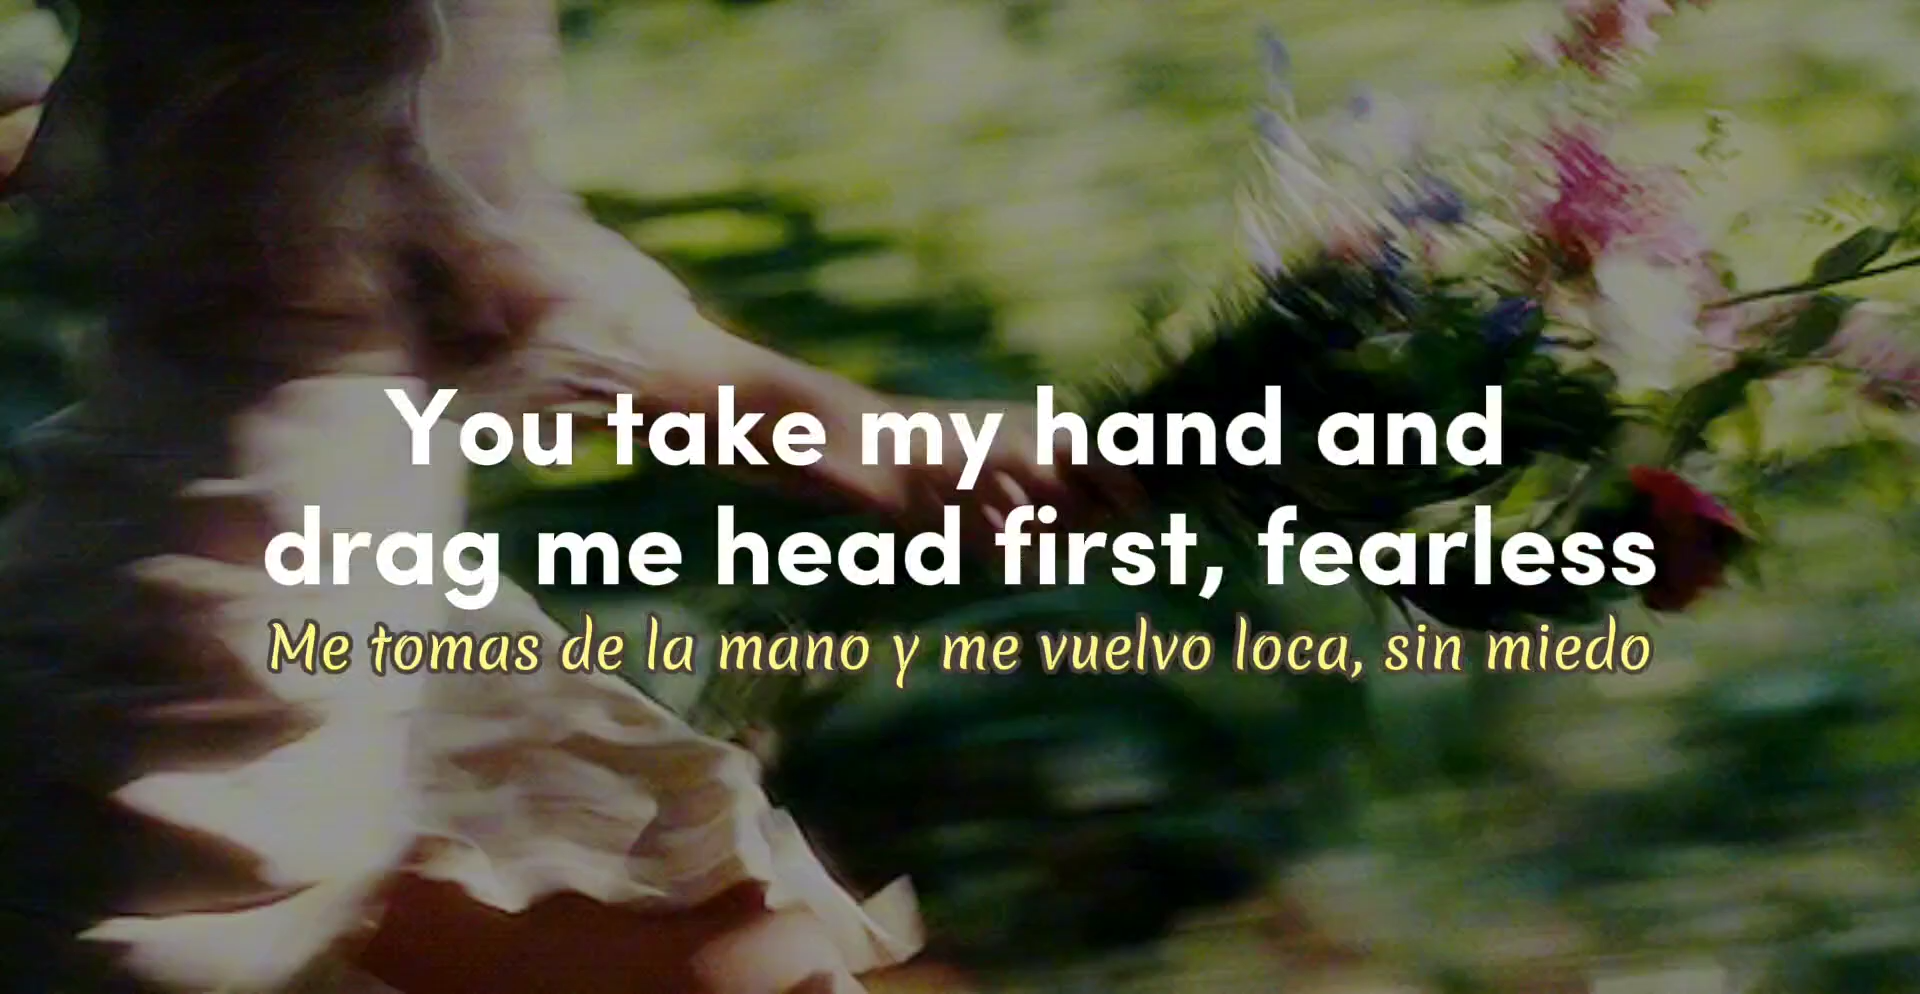 You take my hand and
drag me head first, fearless
Me tomas de la mano y me vuelvo loca, sin miedo